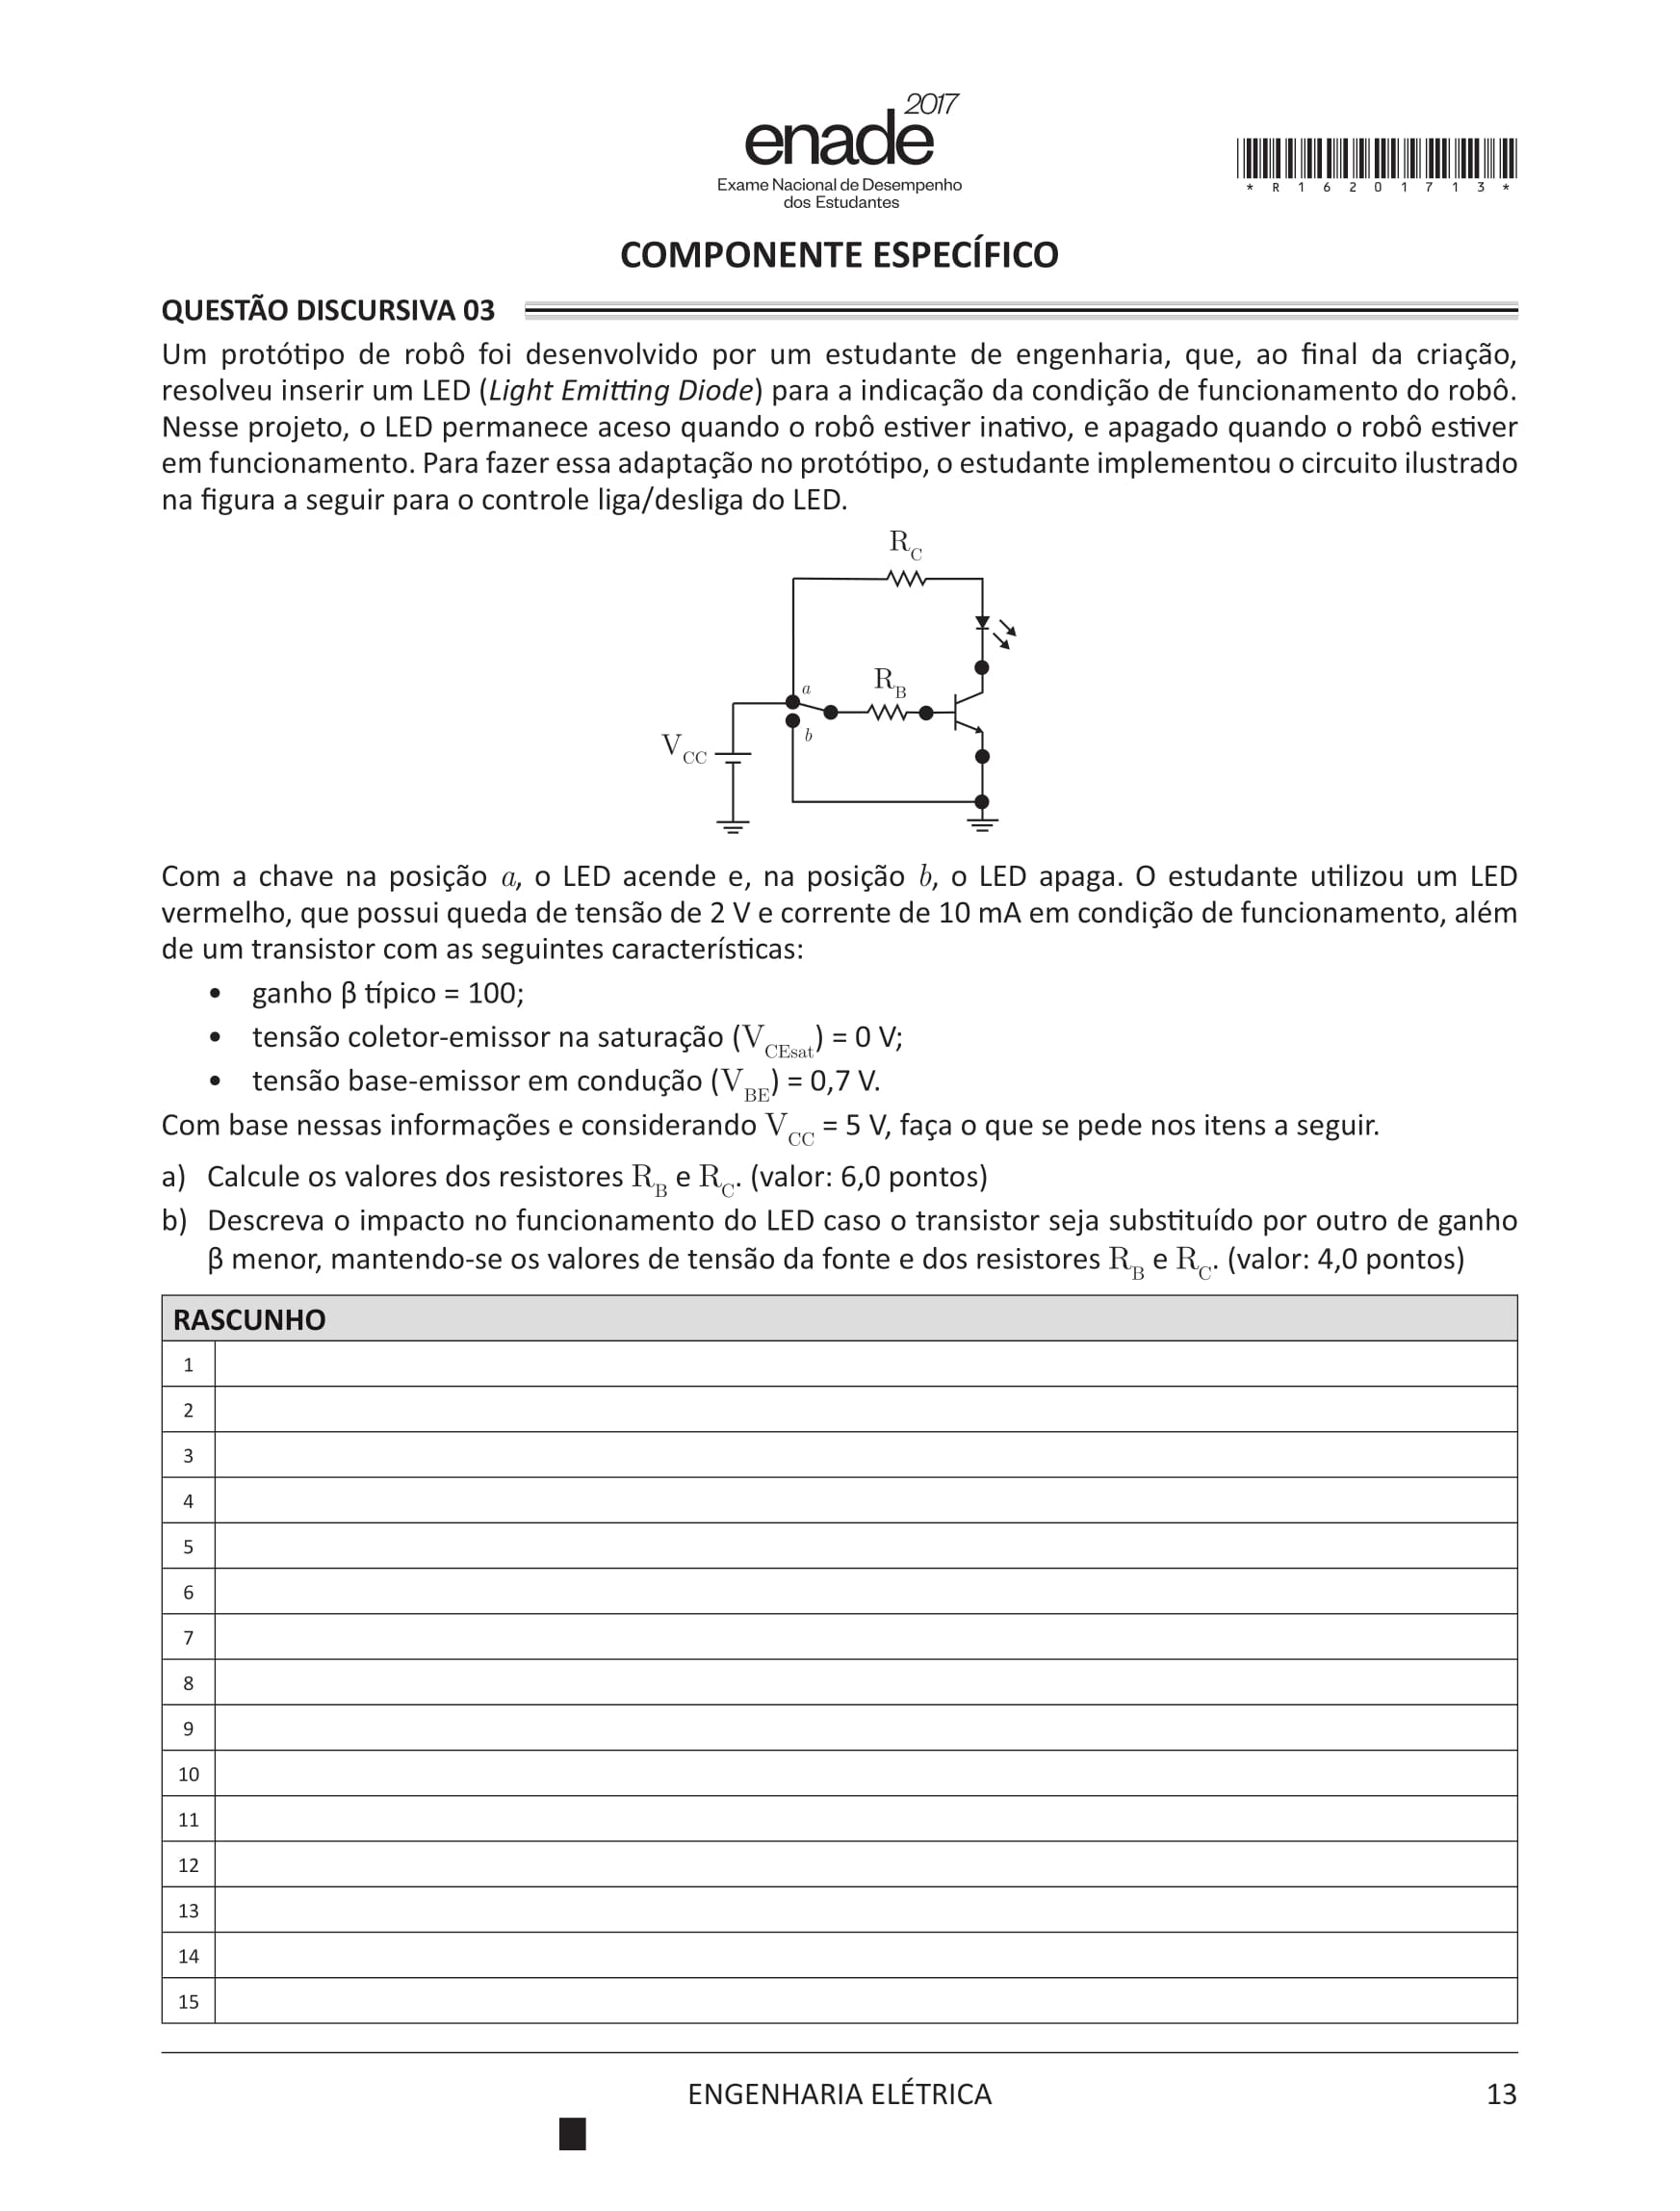 2017
enade
Exame Nacional de Desempenho
dos Estudantes
* R 1 6 2 0 1 7 1 3 *
COMPONENTE ESPECÍFICO
QUESTÃO DISCURSIVA 03
Um protótipo de robô foi desenvolvido por um estudante de engenharia, que, ao final da criação,
resolveu inserir um LED (Light Emitting Diode) para a indicação da condição de funcionamento do robô.
Nesse projeto, o LED permanece aceso quando o robô estiver inativo, e apagado quando o robô estiver
em funcionamento. Para fazer essa adaptação no protótipo, o estudante implementou o circuito ilustrado
na figura a seguir para o controle liga/desliga do LED.
R_C
a
R_B
b
V_CC
Com a chave na posição a, o LED acende e, na posição b, o LED apaga. O estudante utilizou um LED
vermelho, que possui queda de tensão de 2 V e corrente de 10 mA em condição de funcionamento, além
de um transistor com as seguintes características:
• ganho β típico = 100;
• tensão coletor-emissor na saturação (V_CEsat) = 0 V;
• tensão base-emissor em condução (V_BE) = 0,7 V.
Com base nessas informações e considerando V_CC = 5 V, faça o que se pede nos itens a seguir.
a) Calcule os valores dos resistores R_B e R_C. (valor: 6,0 pontos)
b) Descreva o impacto no funcionamento do LED caso o transistor seja substituído por outro de ganho
β menor, mantendo-se os valores de tensão da fonte e dos resistores R_B e R_C. (valor: 4,0 pontos)
RASCUNHO
1
2
3
4
5
6
7
8
9
10
11
12
13
14
15
ENGENHARIA ELÉTRICA
13